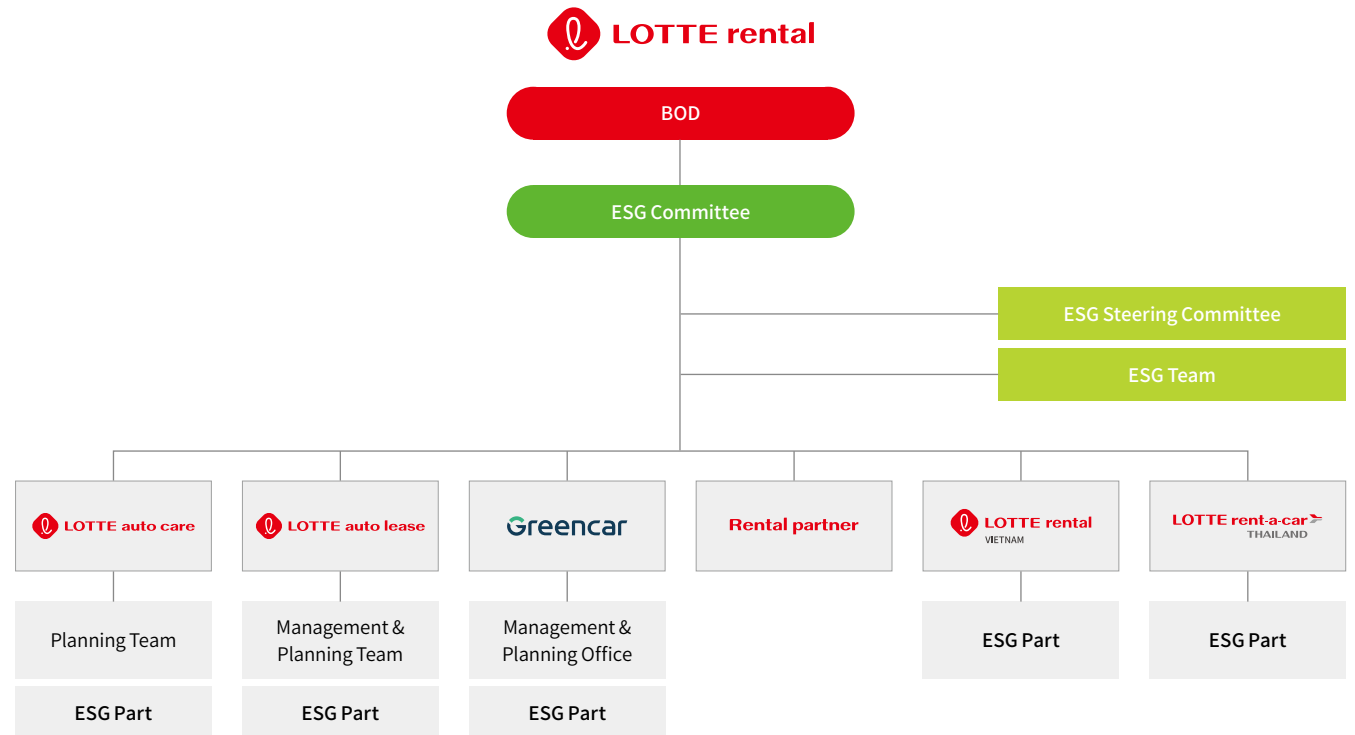 LOTTE rental
BOD
ESG Committee
ESG Steering Committee
ESG Team
LOTTE auto care
LOTTE auto lease
Greencar
Rental partner
LOTTE rental
VIETNAM
LOTTE rent-a-car
THAILAND
Planning Team
Management &
Planning Team
Management &
Planning Office
ESG Part
ESG Part
ESG Part
ESG Part
ESG Part